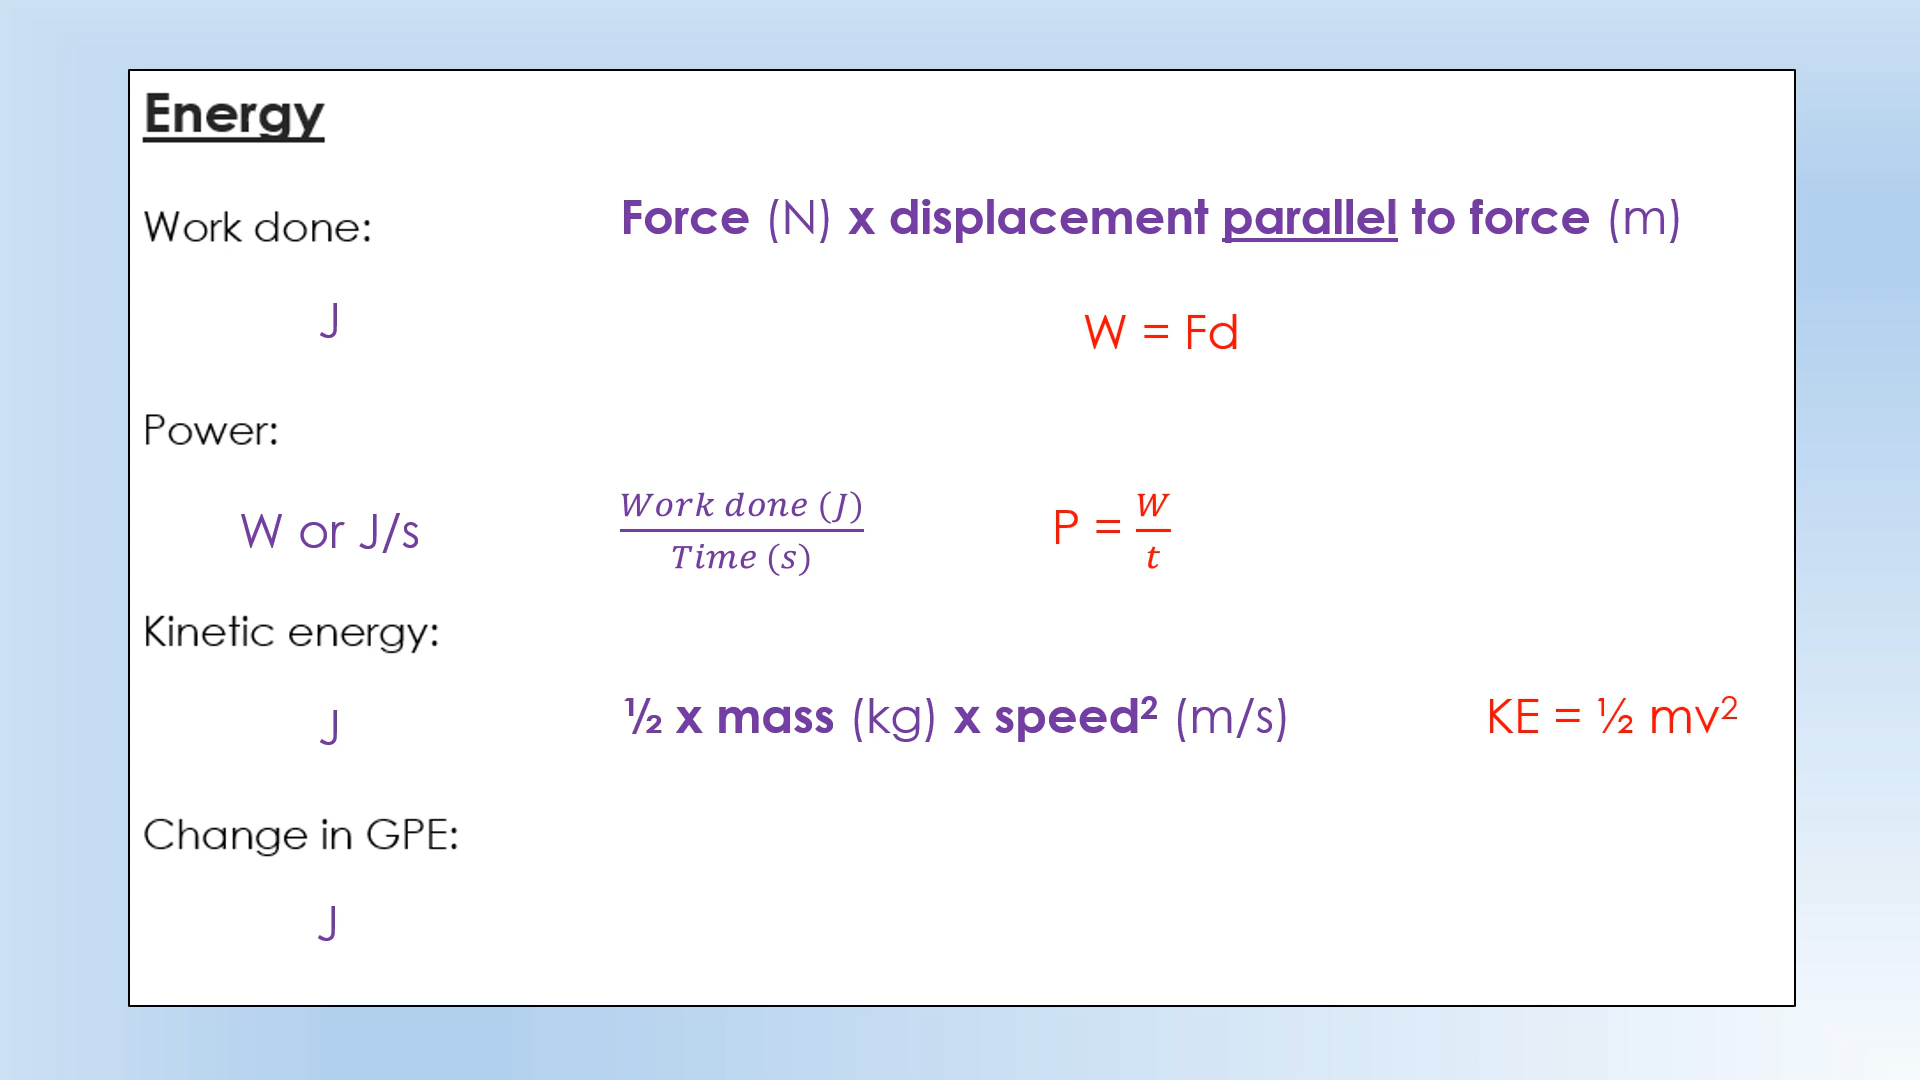 Energy
Work done:
Force (N) x displacement parallel to force (m)
J
W = Fd
Power:
W or J/s
Work done (J)
Time (s)
P = W/t
Kinetic energy:
J
½ x mass (kg) x speed² (m/s)
KE = ½ mv²
Change in GPE:
J